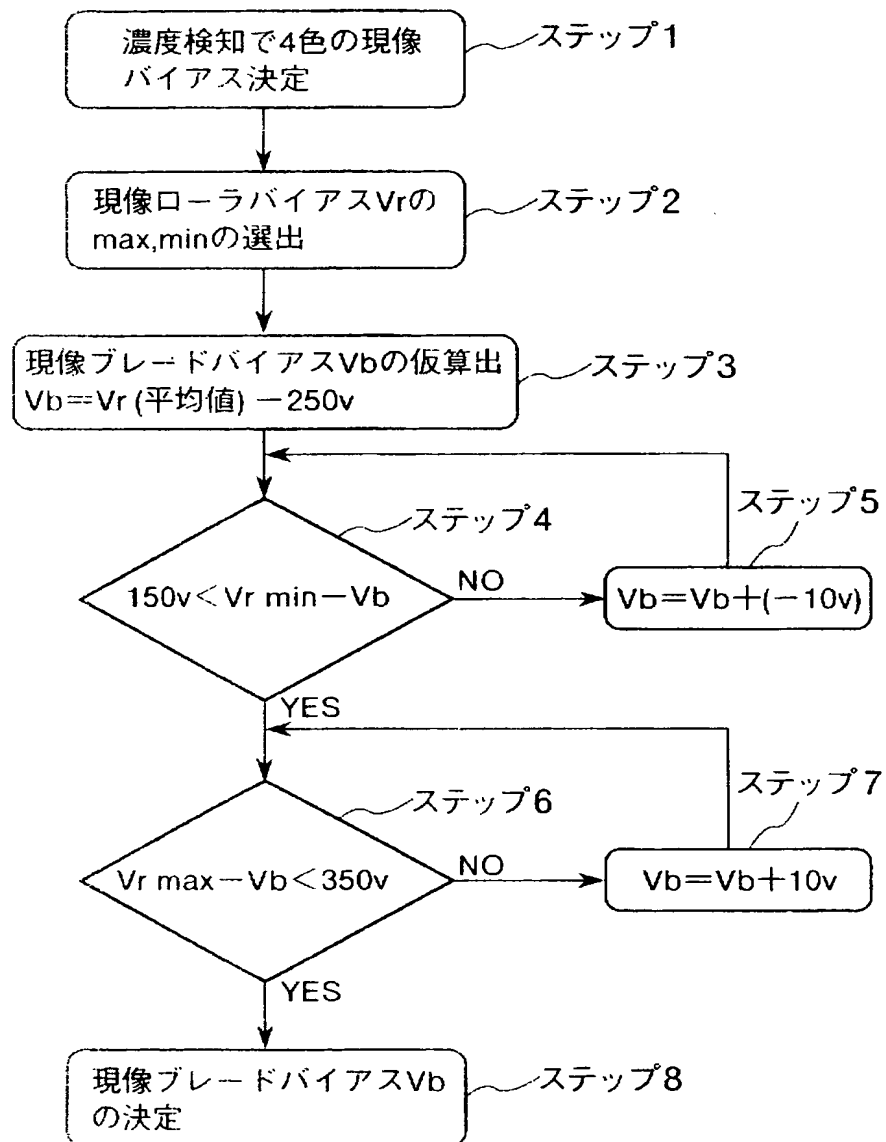 濃度検知で4色の現像
バイアス決定
ステップ1
現像ローラバイアスVrの
max,minの選出
ステップ2
現像ブレードバイアスVbの仮算出
Vb=Vr(平均値)-250v
ステップ3
150v<Vr min-Vb
ステップ4
NO
Vb=Vb+(-10v)
ステップ5
YES
Vr max-Vb<350v
ステップ6
NO
Vb=Vb+10v
ステップ7
YES
現像ブレードバイアスVb
の決定
ステップ8